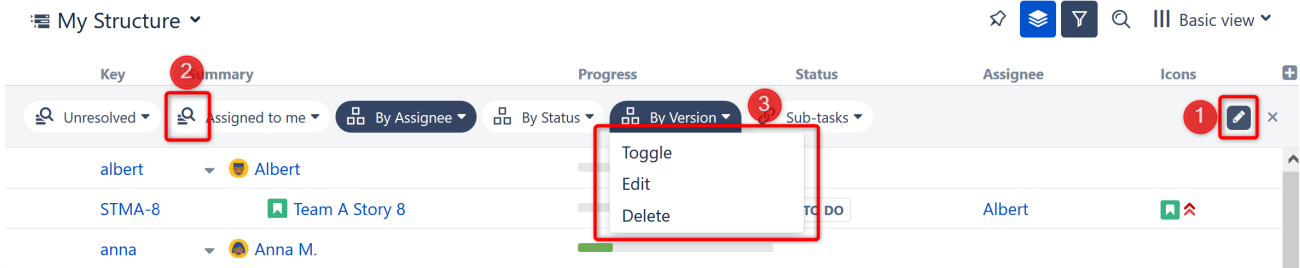 My Structure
Basic view
Key Summary Progress Status Assignee Icons
2
Unresolved Assigned to me By Assignee By Status By Version 3 Sub-tasks 1
Toggle
albert Albert
Edit
STMA-8 Team A Story 8 TO DO Albert
Delete
anna Anna M.